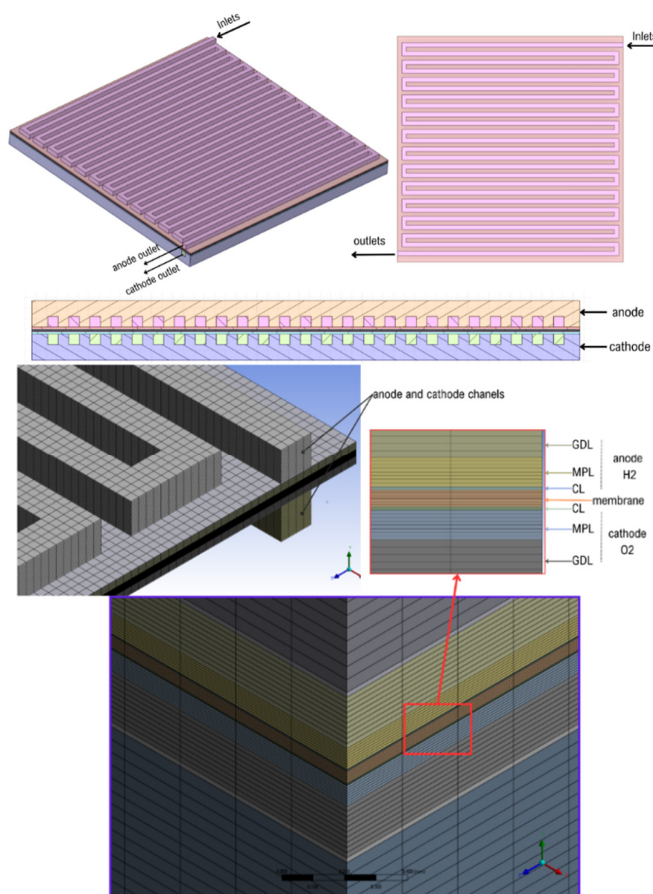 Inlets
Inlets
anode outlet
cathode outlet
outlets
anode
cathode
anode and cathode chanels
GDL
MPL
CL
membrane
CL
MPL
GDL
anode
H2
cathode
O2